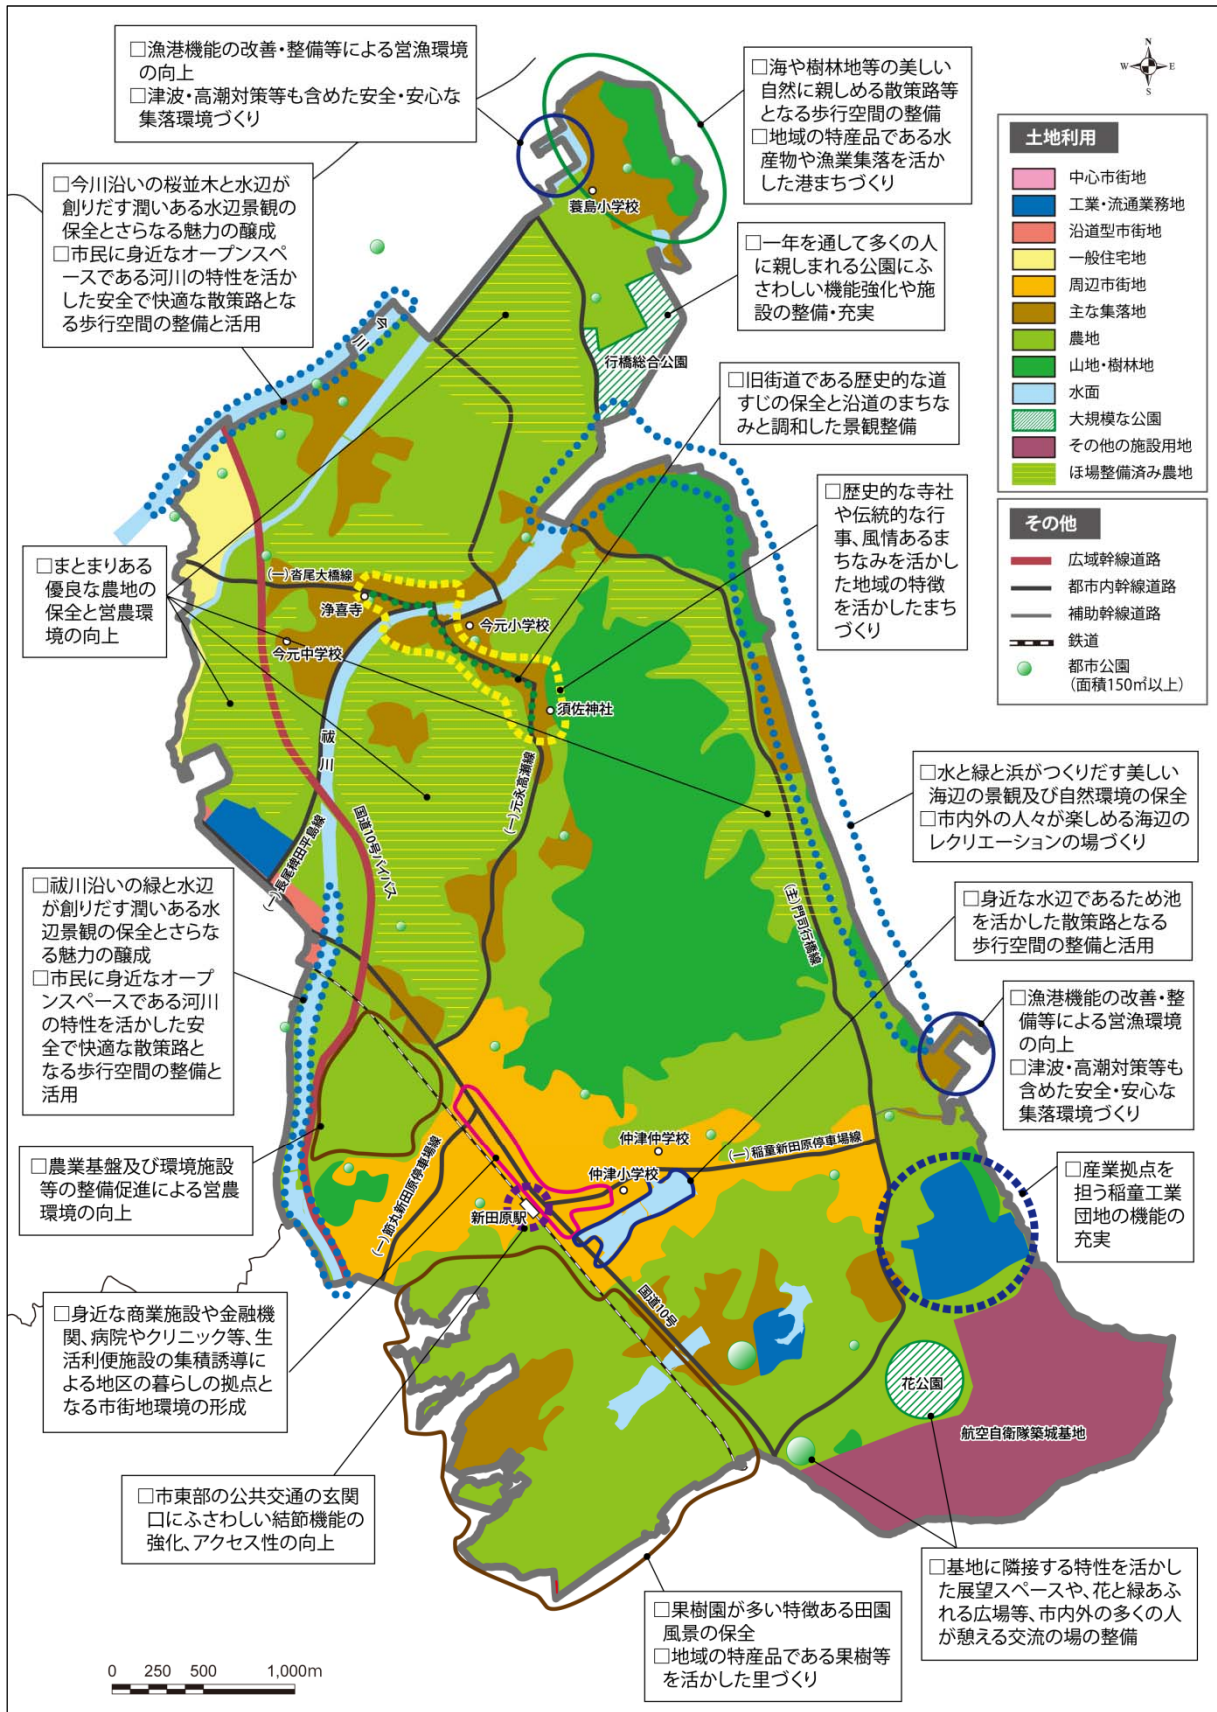 □漁港機能の改善・整備等による営漁環境
の向上
□津波・高潮対策等も含めた安全・安心な
集落環境づくり
□海や樹林地等の美しい
自然に親しめる散策路等
となる歩行空間の整備
□地域の特産品である水
産物や漁業集落を活か
した港まちづくり
N
W
E
S
土地利用
中心市街地
工業・流通業務地
沿道型市街地
一般住宅地
周辺市街地
主な集落地
農地
山地・樹林地
水面
大規模な公園
その他の施設用地
ほ場整備済み農地
その他
広域幹線道路
都市内幹線道路
補助幹線道路
鉄道
都市公園
（面積150㎡以上）
□今川沿いの桜並木と水辺が
創りだす潤いある水辺景観の
保全とさらなる魅力の醸成
□市民に身近なオープンスペ
ースである河川の特性を活か
した安全で快適な散策路とな
る歩行空間の整備と活用
蓑島小学校
□一年を通して多くの人
に親しまれる公園にふ
さわしい機能強化や施
設の整備・充実
今川
行橋総合公園
□旧街道である歴史的な道
すじの保全と沿道のまちな
みと調和した景観整備
□歴史的な寺社
や伝統的な行
事、風情あるま
ちなみを活かし
た地域の特徴
を活かしたまち
づくり
□まとまりある
優良な農地の
保全と営農環
境の向上
(一)沓尾大橋線
浄喜寺
今元小学校
今元中学校
須佐神社
祓川
(一)元永高瀬線
国道10号バイパス
(一)長尾稗田平島線
(主)門司行橋線
□水と緑と浜がつくりだす美しい
海辺の景観及び自然環境の保全
□市内外の人々が楽しめる海辺の
レクリエーションの場づくり
□祓川沿いの緑と水辺
が創りだす潤いある水
辺景観の保全とさらな
る魅力の醸成
□市民に身近なオープ
ンスペースである河川
の特性を活かした安
全で快適な散策路と
なる歩行空間の整備と
活用
□身近な水辺であるため池
を活かした散策路となる
歩行空間の整備と活用
□漁港機能の改善・整
備等による営漁環境
の向上
□津波・高潮対策等も
含めた安全・安心な
集落環境づくり
□農業基盤及び環境施設
等の整備促進による営農
環境の向上
仲津仲学校
(一)稲童新田原停車場線
仲津小学校
(一)節丸新田原停車場線
新田原駅
□産業拠点を
担う稲童工業
団地の機能の
充実
国道10号
□身近な商業施設や金融機
関、病院やクリニック等、生
活利便施設の集積誘導に
よる地区の暮らしの拠点と
なる市街地環境の形成
花公園
航空自衛隊築城基地
□市東部の公共交通の玄関
口にふさわしい結節機能の
強化、アクセス性の向上
□基地に隣接する特性を活かし
た展望スペースや、花と緑あふ
れる広場等、市内外の多くの人
が憩える交流の場の整備
□果樹園が多い特徴ある田園
風景の保全
□地域の特産品である果樹等
を活かした里づくり
0 250 500 1,000m